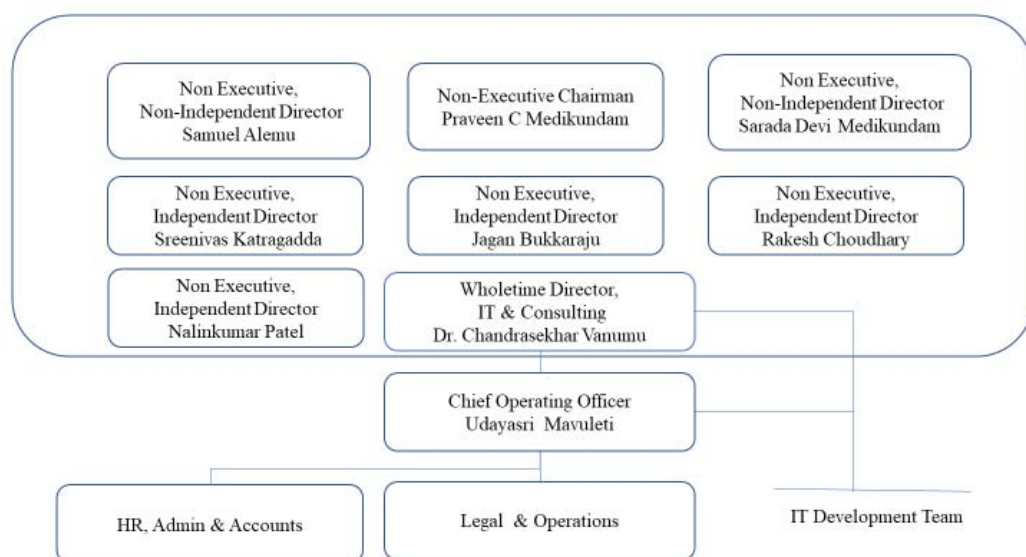 Non Executive,
Non-Independent Director
Samuel Alemu
Non-Executive Chairman
Praveen C Medikundam
Non Executive,
Non-Independent Director
Sarada Devi Medikundam
Non Executive,
Independent Director
Sreenivas Katragadda
Non Executive,
Independent Director
Jagan Bukkaraju
Non Executive,
Independent Director
Rakesh Choudhary
Non Executive,
Independent Director
Nalinkumar Patel
Wholetime Director,
IT & Consulting
Dr. Chandrasekhar Vanumu
Chief Operating Officer
Udayasri Mavuleti
HR, Admin & Accounts
Legal & Operations
IT Development Team